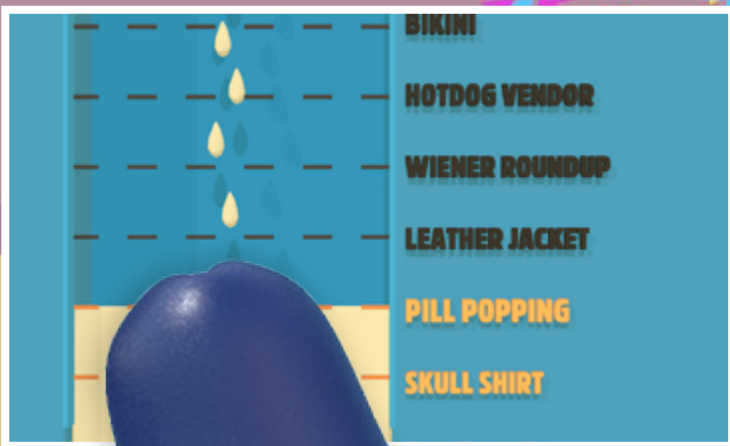 BIKINI
HOTDOG VENDOR
WIENER ROUNDUP
LEATHER JACKET
PILL POPPING
SKULL SHIRT